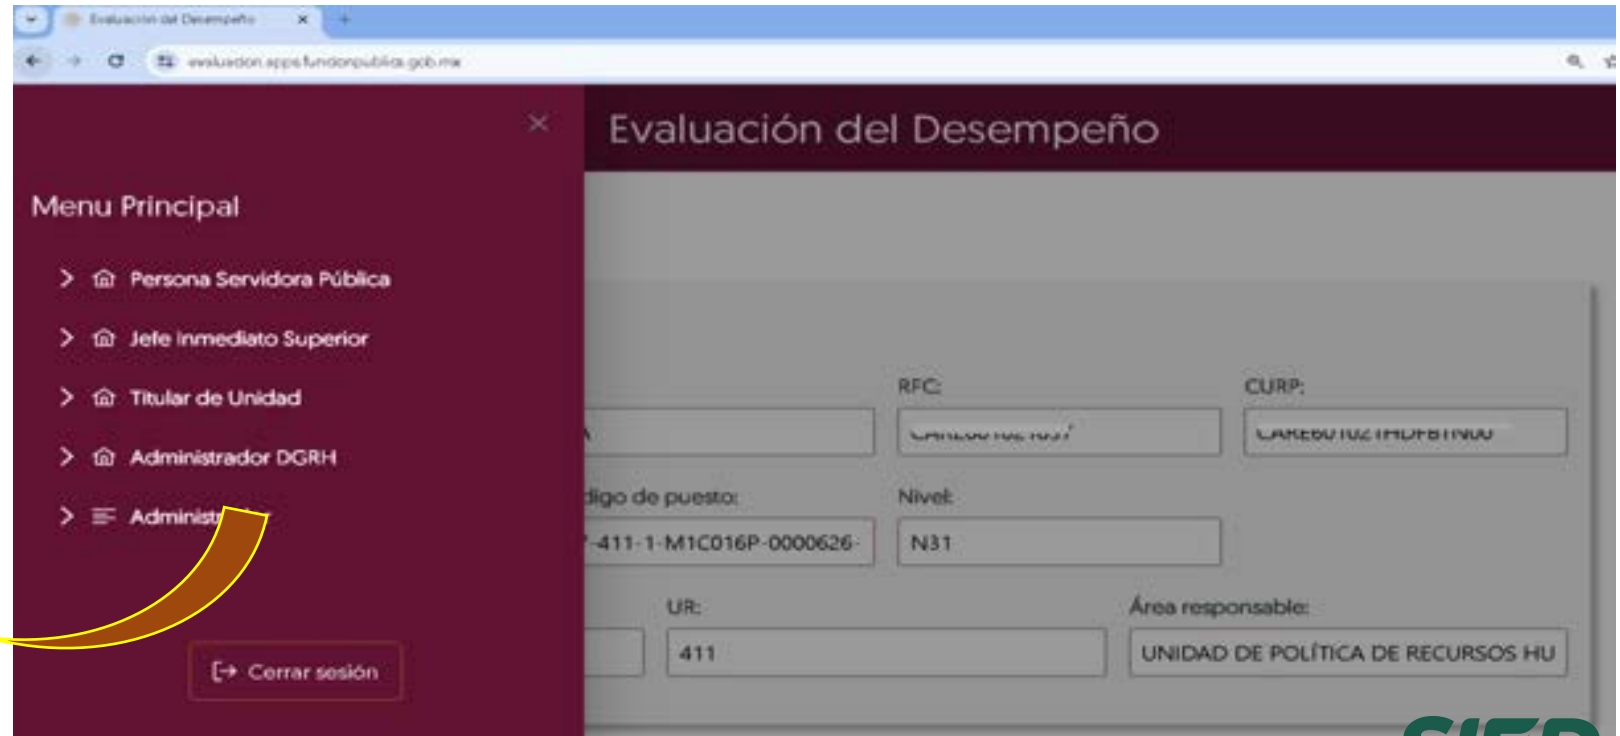 Evaluación del Desempeño
evaluacion.apps.funcionpublica.gob.mx
Evaluación del Desempeño
Menu Principal
Persona Servidora Pública
Jefe Inmediato Superior
Titular de Unidad
Administrador DGRH
RFC:
CURP:
digo de puesto:
Nivel:
-411-1-M1C016P-0000626-
N31
UR:
Área responsable:
411
UNIDAD DE POLÍTICA DE RECURSOS HU
Cerrar sesión